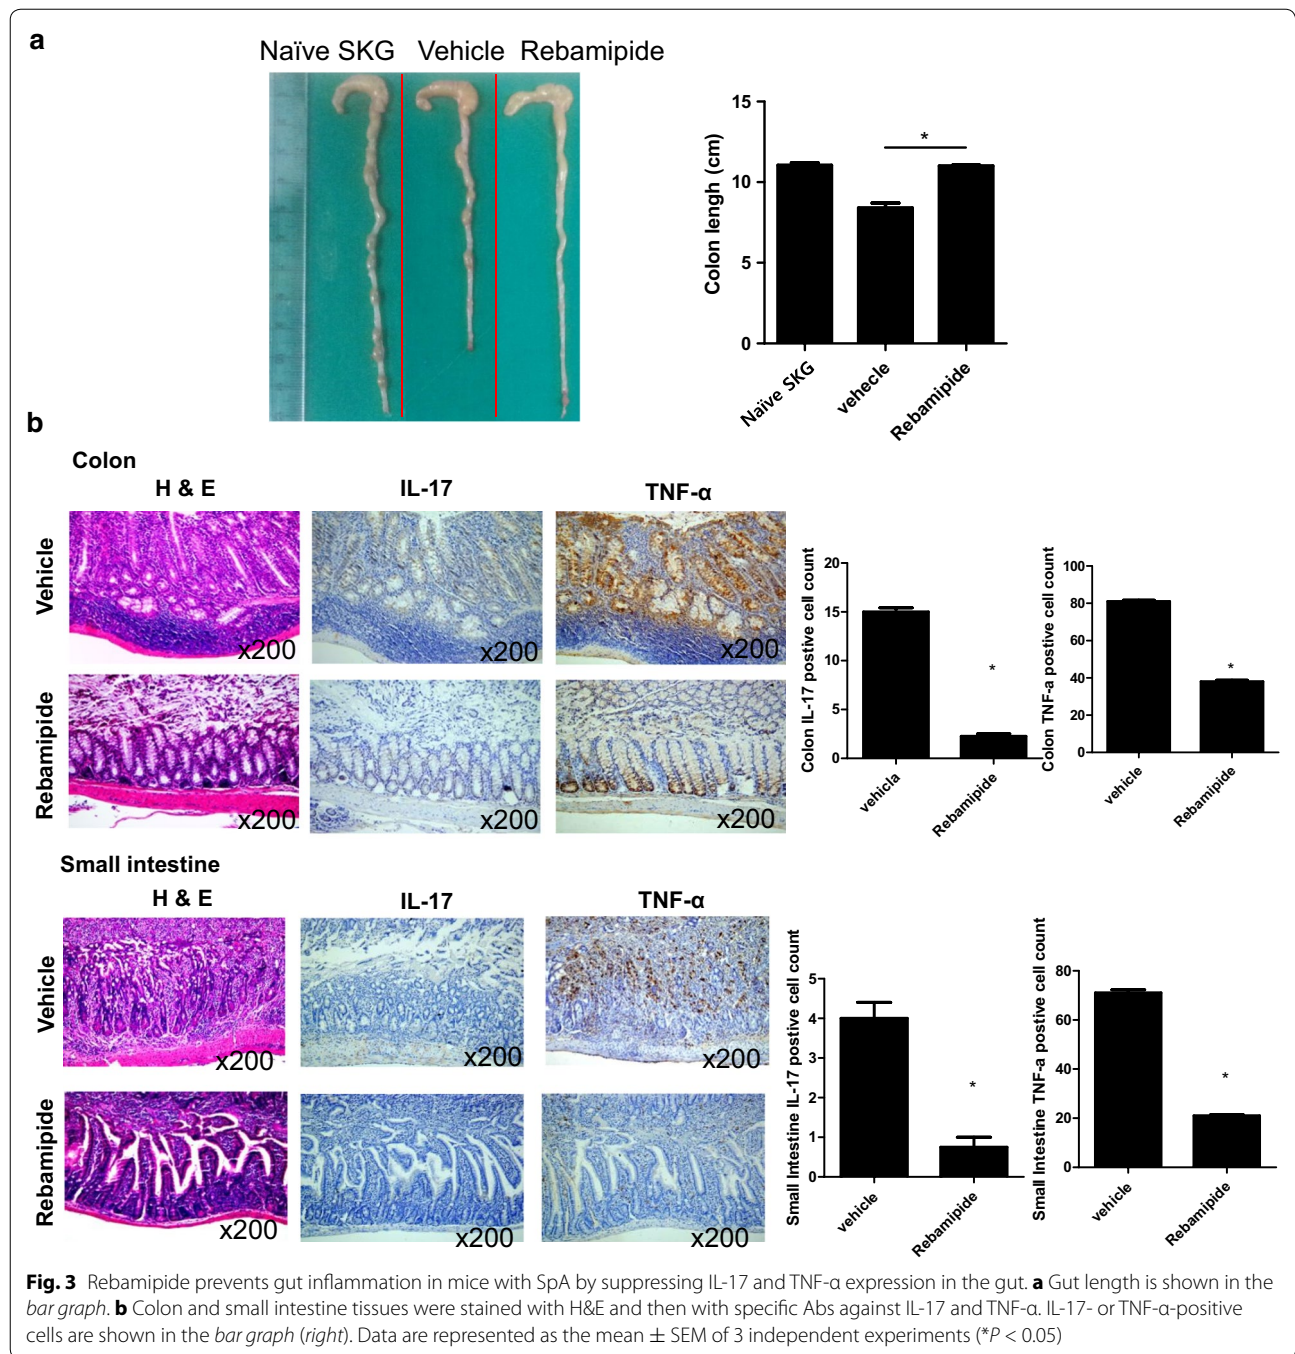 a
Naïve SKG Vehicle Rebamipide
15
10
5
0
Colon lengh (cm)
*
Naïve SKG
vehecle
Rebamipide
b
Colon
H & E IL-17 TNF-α
Vehicle
x200 x200 x200
Rebamipide
x200 x200 x200
Colon IL-17 postive cell count
20
15
10
5
0
*
vehicla
Rebamipide
Colon TNF-a postive cell count
100
80
60
40
20
0
*
vehicle
Rebamipide
Small intestine
H & E IL-17 TNF-α
Vehicle
x200 x200 x200
Rebamipide
x200 x200 x200
Small Intestine IL-17 postive cell count
5
4
3
2
1
0
*
vehicle
Rebamipide
Small Intestine TNF-a positive cell count
80
60
40
20
0
*
vehicle
Rebamipide
Fig. 3 Rebamipide prevents gut inflammation in mice with SpA by suppressing IL-17 and TNF-α expression in the gut. a Gut length is shown in the
bar graph. b Colon and small intestine tissues were stained with H&E and then with specific Abs against IL-17 and TNF-α. IL-17- or TNF-α-positive
cells are shown in the bar graph (right). Data are represented as the mean ± SEM of 3 independent experiments (*P < 0.05)